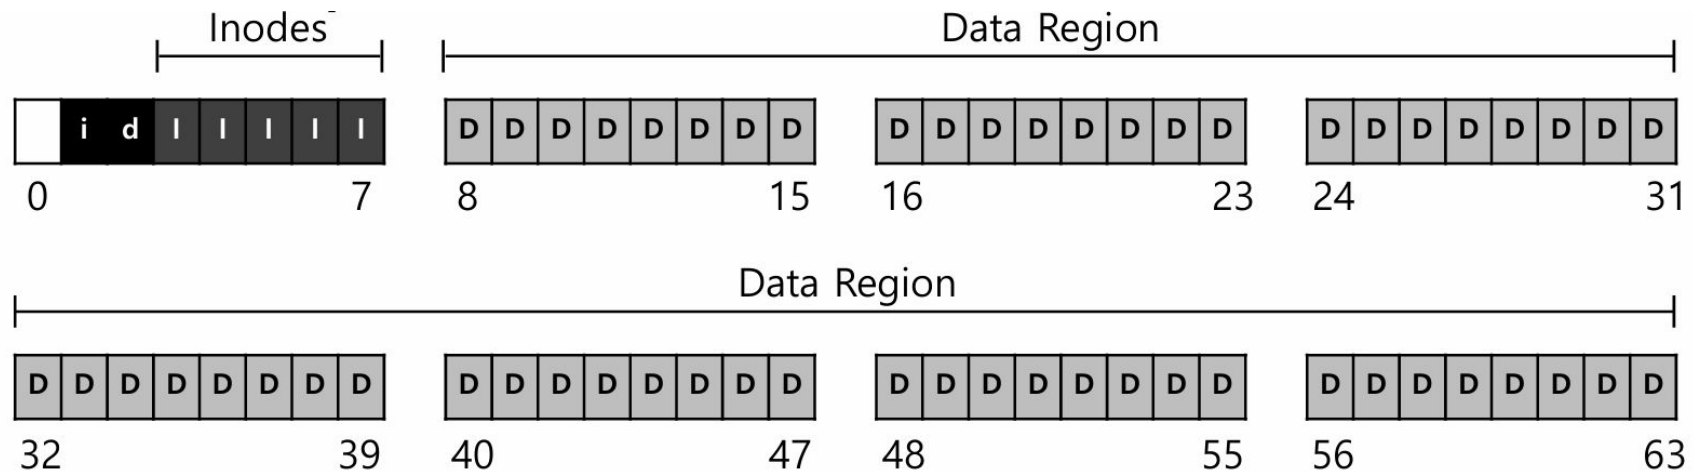 Inodes Data Region
i d I I I I I D D D D D D D D D D D D D D D D D D D D D D D D
0 7 8 15 16 23 24 31
Data Region
D D D D D D D D D D D D D D D D D D D D D D D D D D D D D D D D
32 39 40 47 48 55 56 63